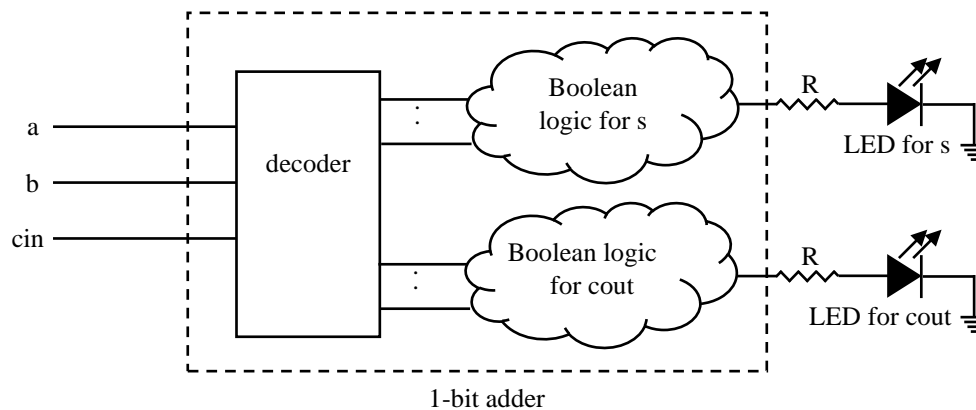 a
b
cin
decoder
:
:
Boolean
logic for s
Boolean logic
for cout
R
LED for s
R
LED for cout
1-bit adder